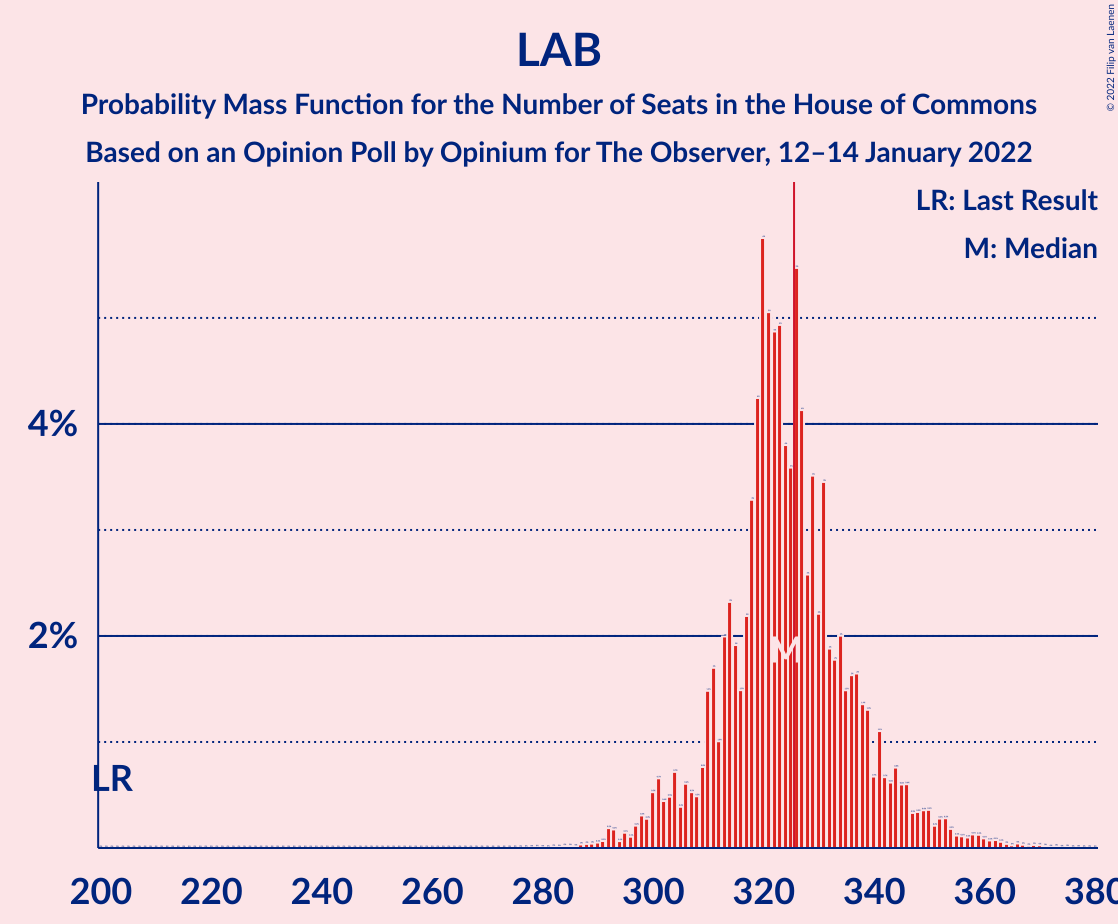 LAB
Probability Mass Function for the Number of Seats in the House of Commons
Based on an Opinion Poll by Opinium for The Observer, 12–14 January 2022
© 2022 Filip van Laenen
LR: Last Result
M: Median
4%
2%
M
LR
200 220 240 260 280 300 320 340 360 380